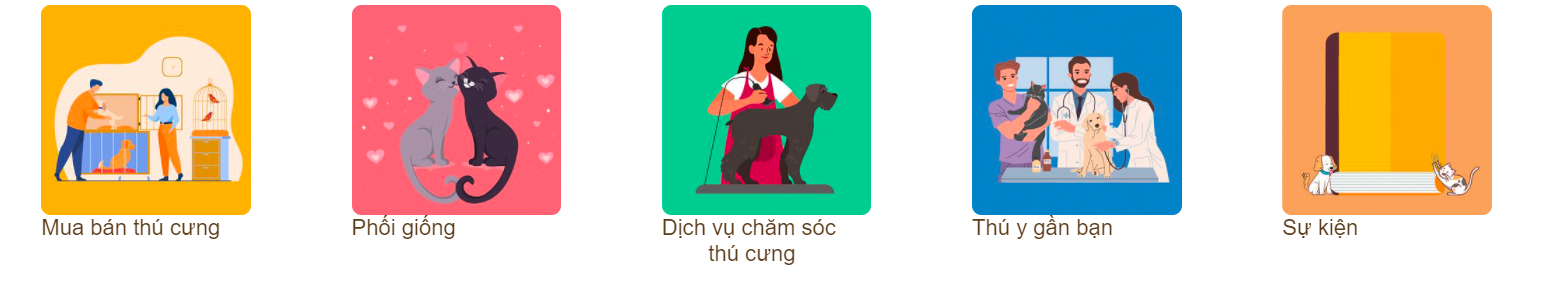 Mua bán thú cưng
Phối giống
Dịch vụ chăm sóc
thú cưng
Thú y gần bạn
Sự kiện